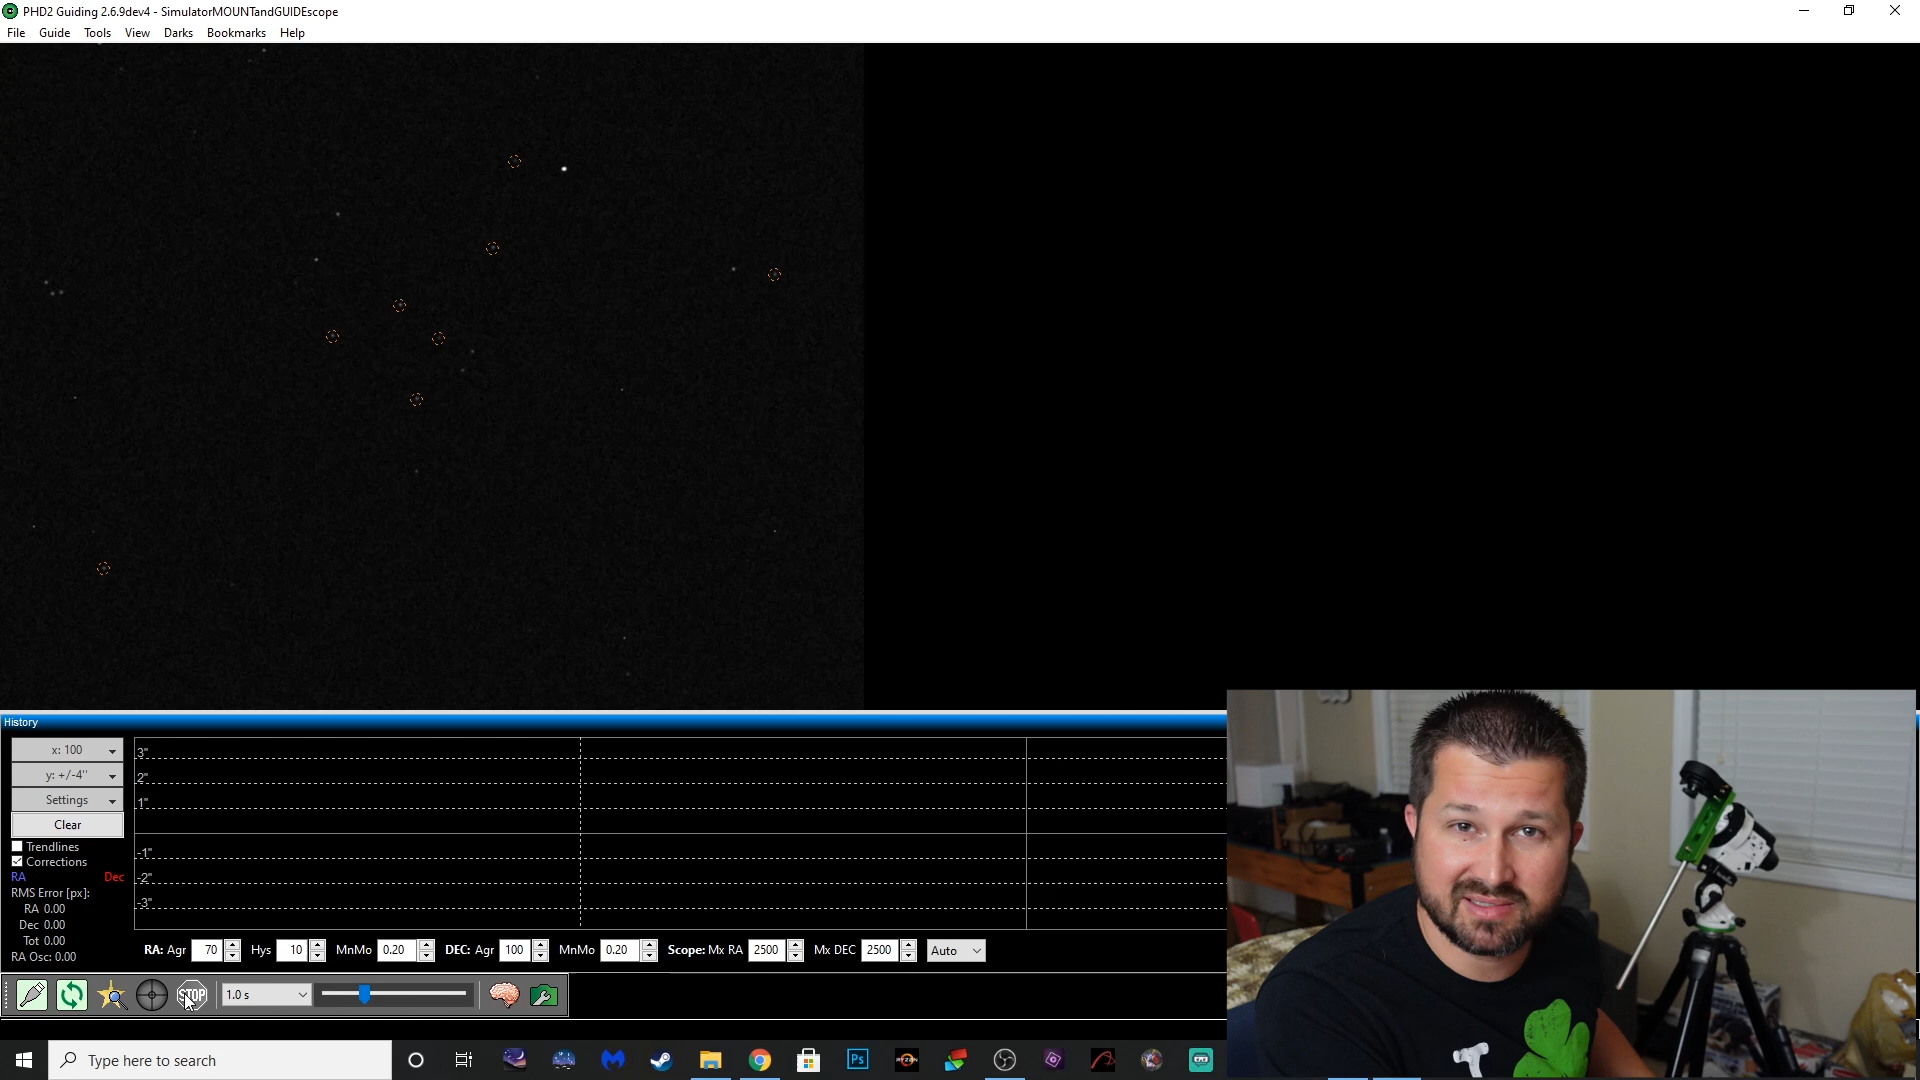 PHD2 Guiding 2.6.9dev4 - SimulatorMOUNTandGUIDEscope
File Guide Tools View Darks Bookmarks Help
History
x: 100
y: +/-4"
Settings
Clear
Trendlines
Corrections
RA Dec
RMS Error [px]:
RA 0.00
Dec 0.00
Tot 0.00
RA Osc: 0.00
3"
2"
1"
-1"
-2"
-3"
RA: Agr 70 Hys 10 MnMo 0.20 DEC: Agr 100 MnMo 0.20 Scope: Mx RA 2500 Mx DEC 2500 Auto
STOP 1.0 s
Type here to search
Ps
RYZEN